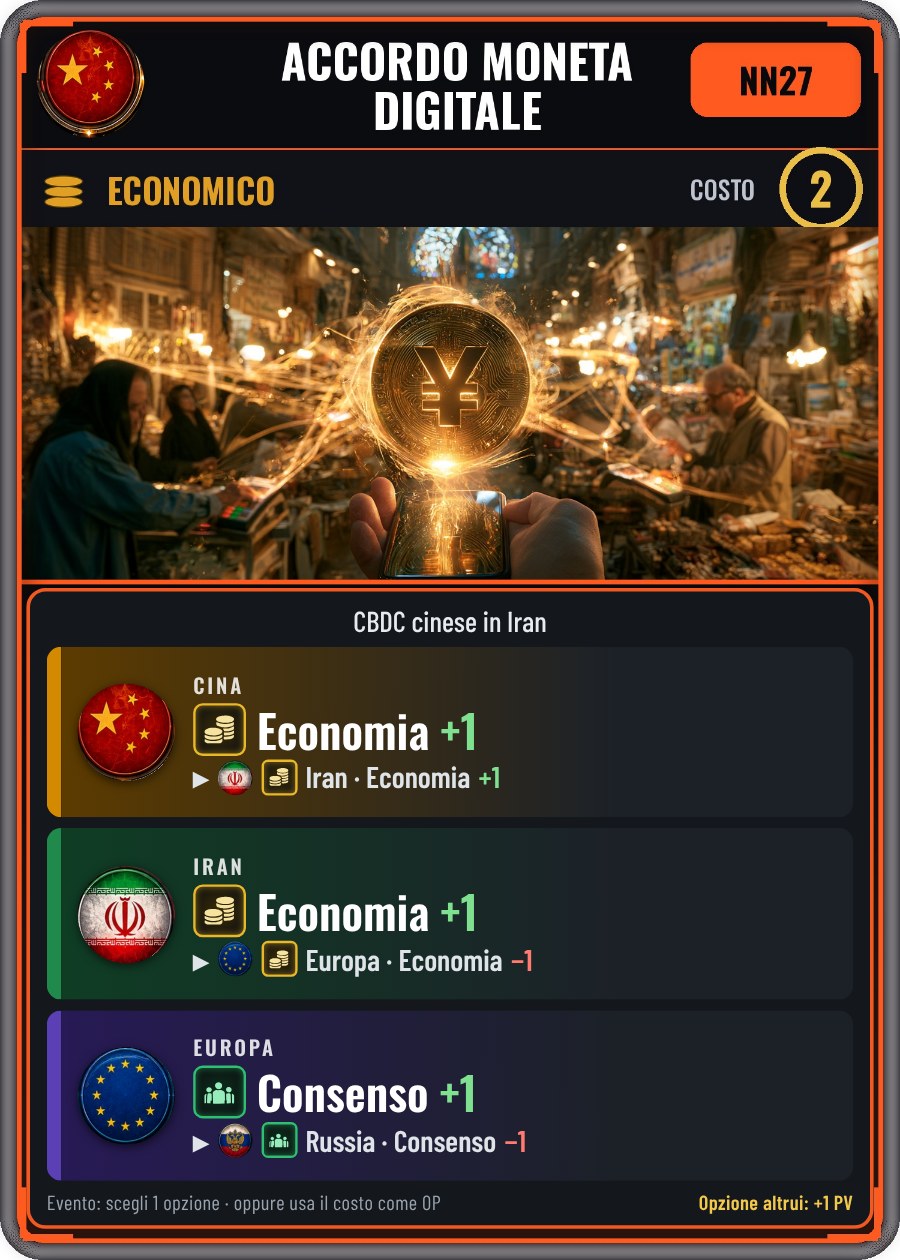 ACCORDO MONETA
DIGITALE
NN27
ECONOMICO
COSTO
2
¥
CBDC cinese in Iran
CINA
Economia +1
▶ Iran · Economia +1
IRAN
Economia +1
▶ Europa · Economia −1
EUROPA
Consenso +1
▶ Russia · Consenso −1
Evento: scegli 1 opzione · oppure usa il costo come OP
Opzione altrui: +1 PV